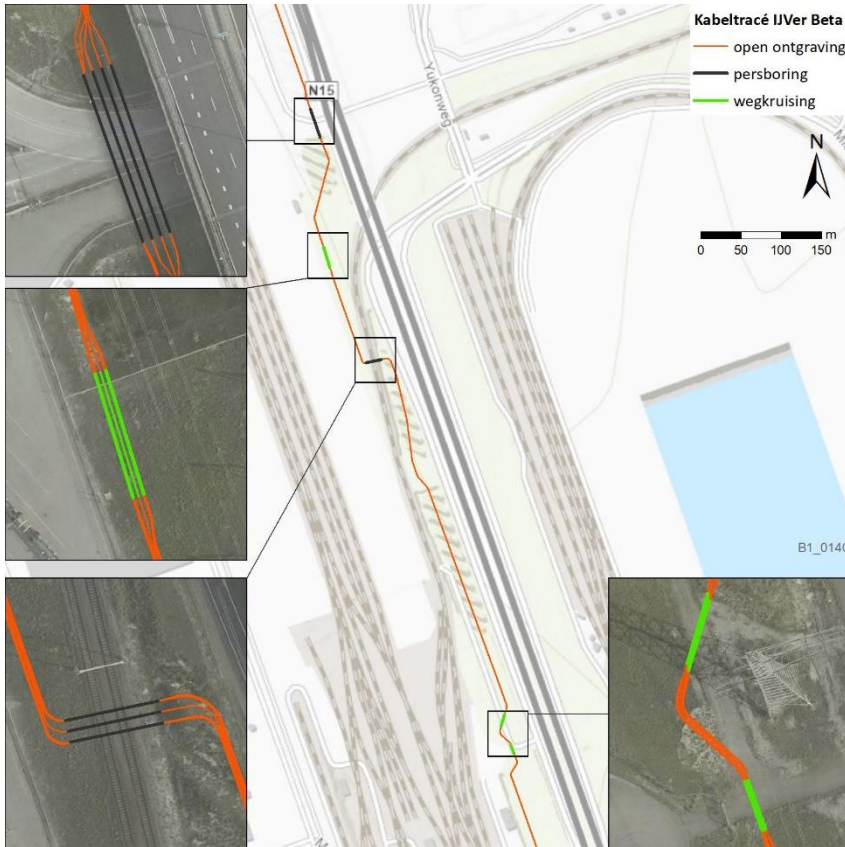 Kabeltracé IJVer Beta
open ontgraving
persboring
wegkruising
N15
Yukonweg
N
m
0 50 100 150
B1_014